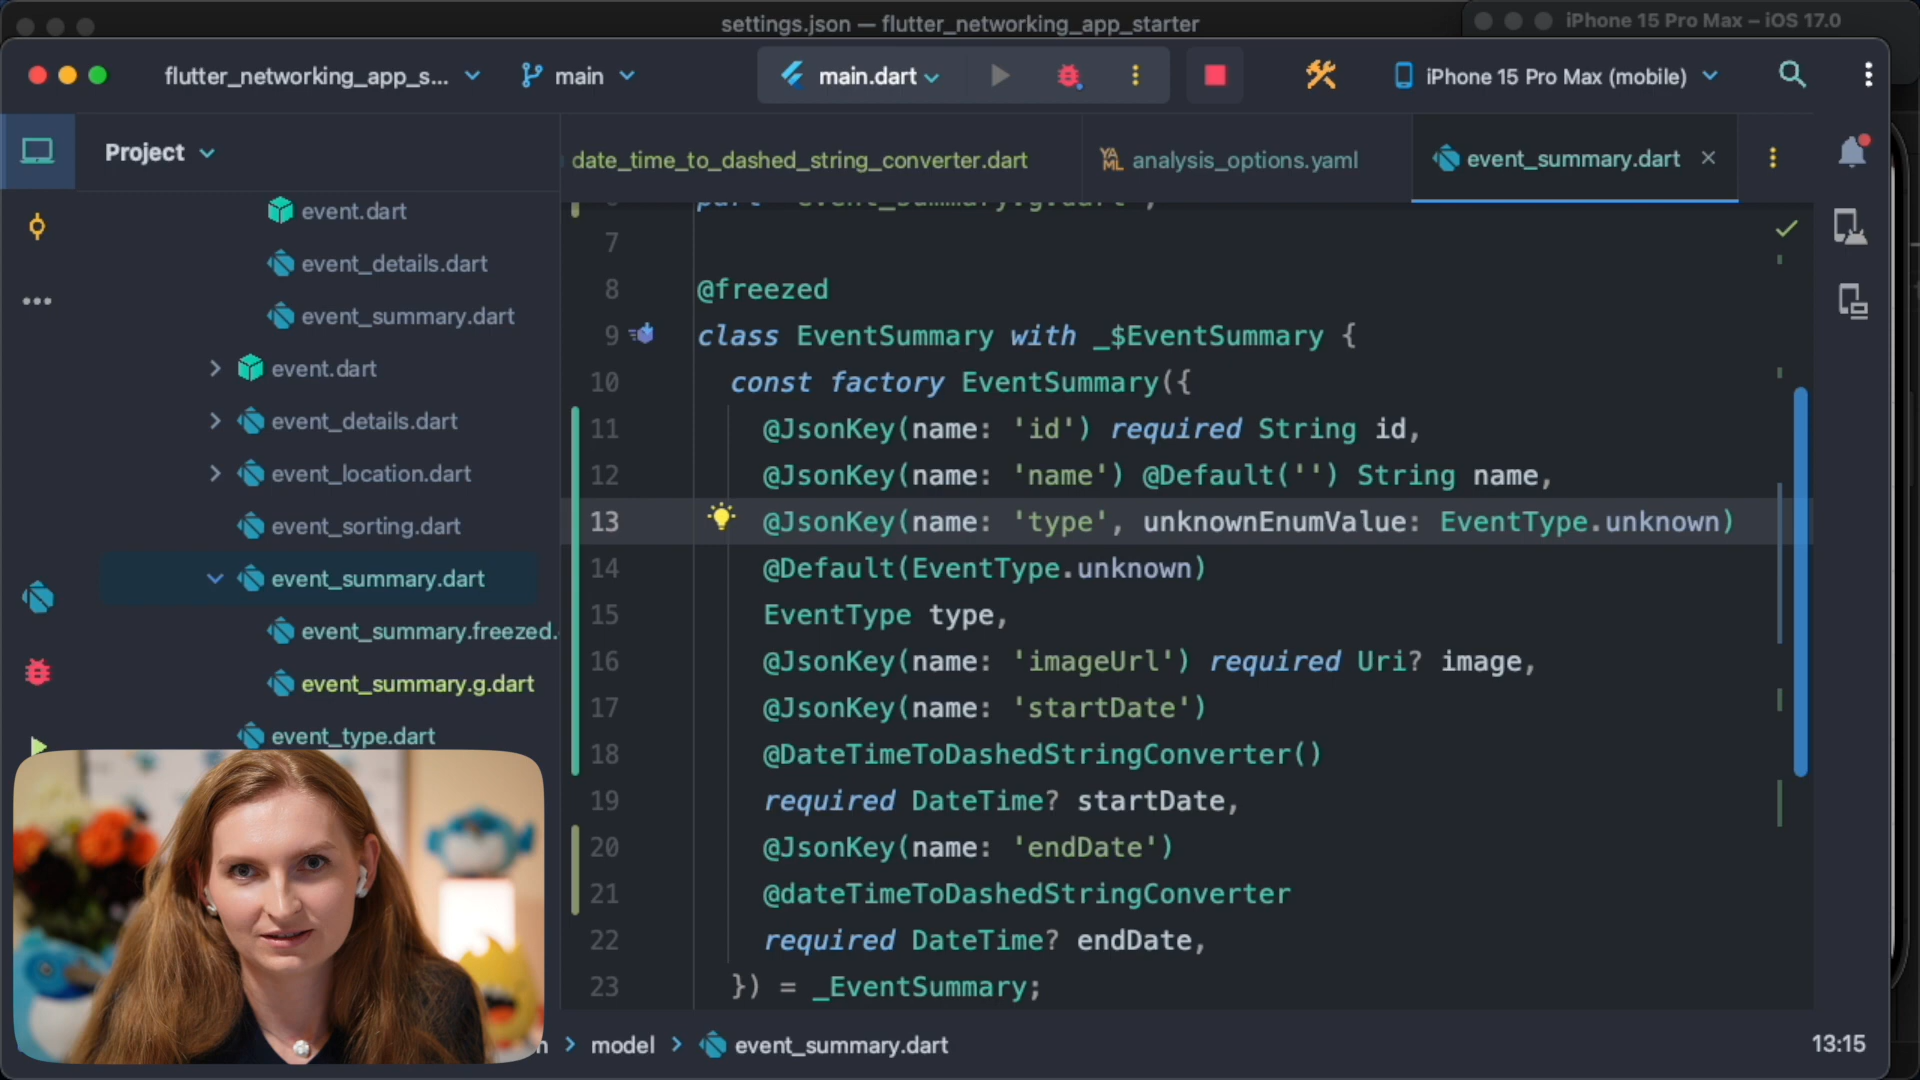 settings.json — flutter_networking_app_starter
iPhone 15 Pro Max – iOS 17.0
flutter_networking_app_s...
main
main.dart
iPhone 15 Pro Max (mobile)
Project
date_time_to_dashed_string_converter.dart
YAML
analysis_options.yaml
event_summary.dart
event.dart
event_details.dart
event_summary.dart
event.dart
event_details.dart
event_location.dart
event_sorting.dart
event_summary.dart
event_summary.freezed.
event_summary.g.dart
event_type.dart
part 'event_summary.g.dart';
7
8 @freezed
9 class EventSummary with _$EventSummary {
10 const factory EventSummary({
11 @JsonKey(name: 'id') required String id,
12 @JsonKey(name: 'name') @Default('') String name,
13 @JsonKey(name: 'type', unknownEnumValue: EventType.unknown)
14 @Default(EventType.unknown)
15 EventType type,
16 @JsonKey(name: 'imageUrl') required Uri? image,
17 @JsonKey(name: 'startDate')
18 @DateTimeToDashedStringConverter()
19 required DateTime? startDate,
20 @JsonKey(name: 'endDate')
21 @dateTimeToDashedStringConverter
22 required DateTime? endDate,
23 }) = _EventSummary;
model
event_summary.dart
13:15